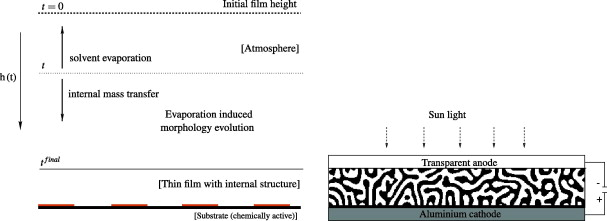 t = 0
Initial film height
solvent evaporation
[Atmosphere]
t
h (t)
internal mass transfer
Evaporation induced
morphology evolution
t^final
[Thin film with internal structure]
[Substrate (chemically active)]
Sun light
Transparent anode
-
+
Aluminium cathode